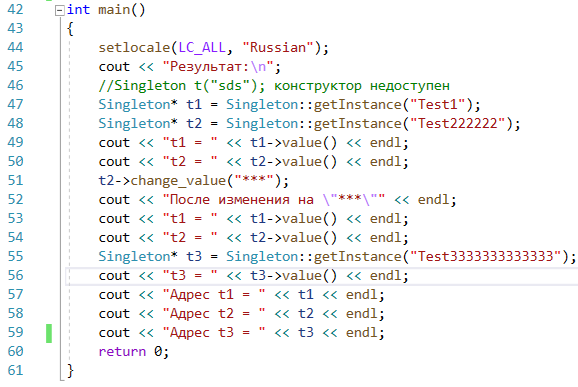 42 int main()
43 {
44 setlocale(LC_ALL, "Russian");
45 cout << "Результат:\n";
46 //Singleton t("sds"); конструктор недоступен
47 Singleton* t1 = Singleton::getInstance("Test1");
48 Singleton* t2 = Singleton::getInstance("Test222222");
49 cout << "t1 = " << t1->value() << endl;
50 cout << "t2 = " << t2->value() << endl;
51 t2->change_value("***");
52 cout << "После изменения на \"***\"" << endl;
53 cout << "t1 = " << t1->value() << endl;
54 cout << "t2 = " << t2->value() << endl;
55 Singleton* t3 = Singleton::getInstance("Test3333333333333");
56 cout << "t3 = " << t3->value() << endl;
57 cout << "Адрес t1 = " << t1 << endl;
58 cout << "Адрес t2 = " << t2 << endl;
59 cout << "Адрес t3 = " << t3 << endl;
60 return 0;
61 }